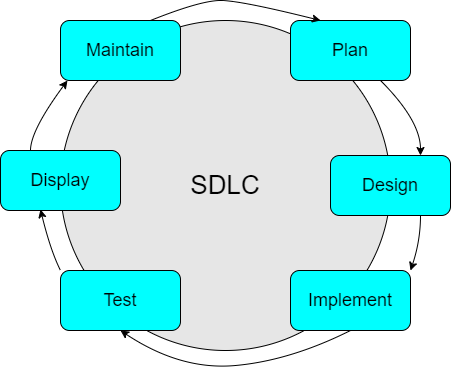 Maintain
Plan
Display
SDLC
Design
Test
Implement